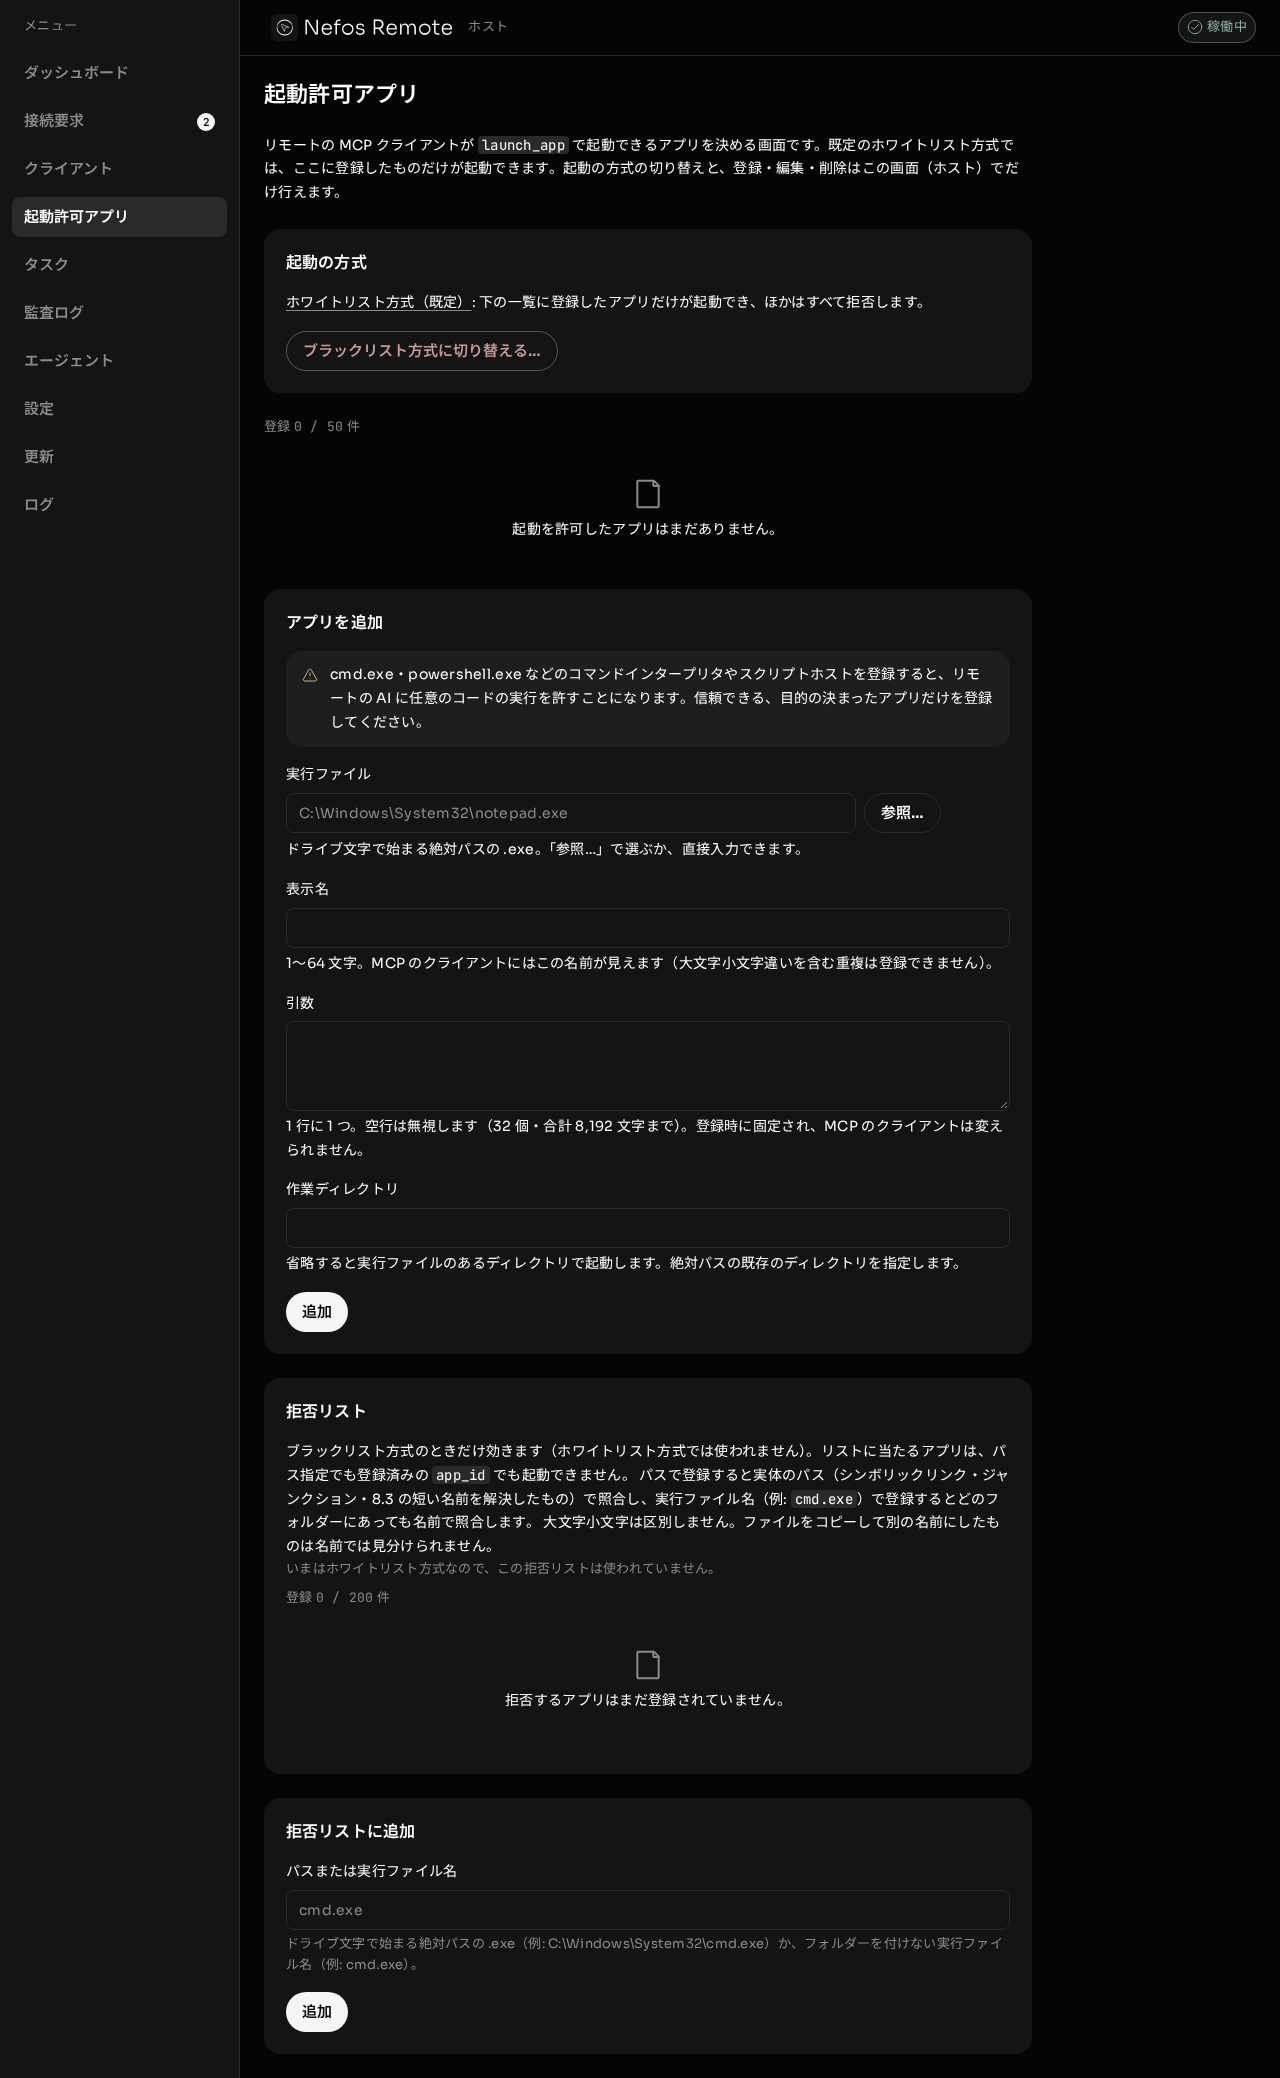 メニュー
ダッシュボード
接続要求
2
クライアント
起動許可アプリ
タスク
監査ログ
エージェント
設定
更新
ログ
Nefos Remote
ホスト
稼働中
起動許可アプリ
リモートの MCP クライアントが launch_app で起動できるアプリを決める画面です。既定のホワイトリスト方式で
は、ここに登録したものだけが起動できます。起動の方式の切り替えと、登録・編集・削除はこの画面（ホスト）でだ
け行えます。
起動の方式
ホワイトリスト方式（既定）: 下の一覧に登録したアプリだけが起動でき、ほかはすべて拒否します。
ブラックリスト方式に切り替える...
登録 0 / 50 件
起動を許可したアプリはまだありません。
アプリを追加
cmd.exe・powershell.exe などのコマンドインタープリタやスクリプトホストを登録すると、リモ
ートの AI に任意のコードの実行を許すことになります。信頼できる、目的の決まったアプリだけを登録
してください。
実行ファイル
C:\Windows\System32\notepad.exe
参照...
ドライブ文字で始まる絶対パスの .exe。「参照...」で選ぶか、直接入力できます。
表示名
1〜64 文字。MCP のクライアントにはこの名前が見えます（大文字小文字違いを含む重複は登録できません）。
引数
1 行に 1 つ。空行は無視します（32 個・合計 8,192 文字まで）。登録時に固定され、MCP のクライアントは変え
られません。
作業ディレクトリ
省略すると実行ファイルのあるディレクトリで起動します。絶対パスの既存のディレクトリを指定します。
追加
拒否リスト
ブラックリスト方式のときだけ効きます（ホワイトリスト方式では使われません）。リストに当たるアプリは、パ
ス指定でも登録済みの app_id でも起動できません。 パスで登録すると実体のパス（シンボリックリンク・ジャ
ンクション・8.3 の短い名前を解決したもの）で照合し、実行ファイル名（例: cmd.exe）で登録するとどのフ
ォルダーにあっても名前で照合します。 大文字小文字は区別しません。ファイルをコピーして別の名前にしたも
のは名前では見分けられません。
いまはホワイトリスト方式なので、この拒否リストは使われていません。
登録 0 / 200 件
拒否するアプリはまだ登録されていません。
拒否リストに追加
パスまたは実行ファイル名
cmd.exe
ドライブ文字で始まる絶対パスの .exe（例: C:\Windows\System32\cmd.exe）か、フォルダーを付けない実行ファイ
ル名（例: cmd.exe）。
追加